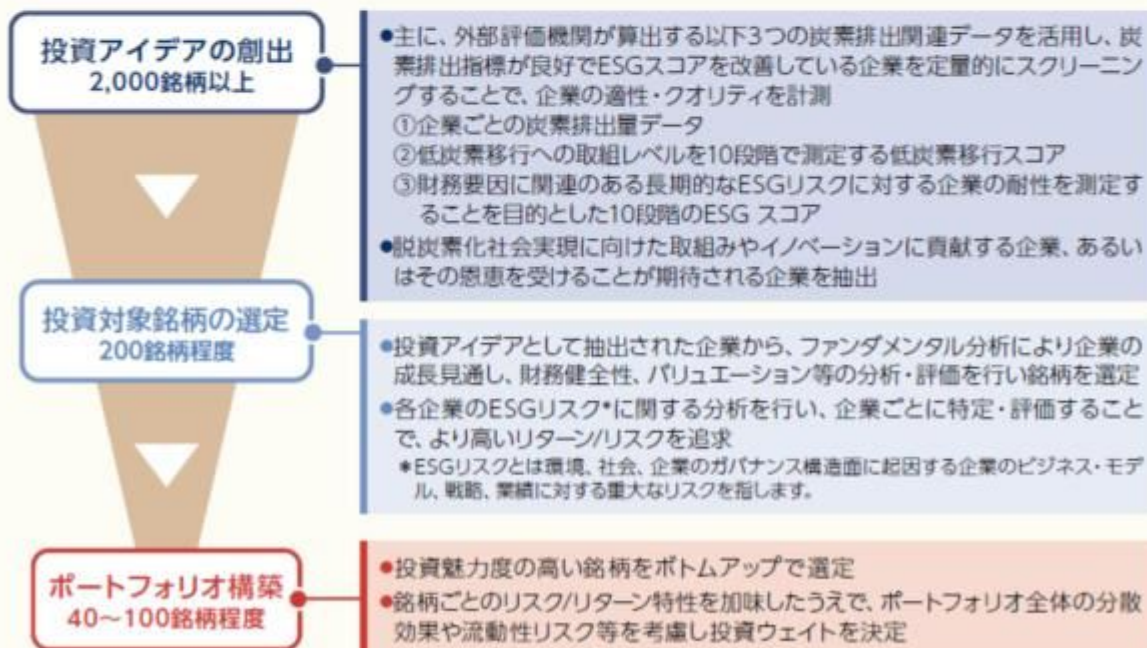 投資アイデアの創出
2,000銘柄以上
●主に、外部評価機関が算出する以下3つの炭素排出関連データを活用し、炭
素排出指標が良好でESGスコアを改善している企業を定量的にスクリーニン
グすることで、企業の適性・クオリティを計測
①企業ごとの炭素排出量データ
②低炭素移行への取組レベルを10段階で測定する低炭素移行スコア
③財務要因に関連のある長期的なESGリスクに対する企業の耐性を測定す
ることを目的とした10段階のESG スコア
●脱炭素化社会実現に向けた取組みやイノベーションに貢献する企業、あるい
はその恩恵を受けることが期待される企業を抽出
投資対象銘柄の選定
200銘柄程度
●投資アイデアとして抽出された企業から、ファンダメンタル分析により企業の
成長見通し、財務健全性、バリュエーション等の分析・評価を行い銘柄を選定
●各企業のESGリスク*に関する分析を行い、企業ごとに特定・評価すること
で、より高いリターン/リスクを追求
*ESGリスクとは環境、社会、企業のガバナンス構造面に起因する企業のビジネス・モデ
ル、戦略、業績に対する重大なリスクを指します。
ポートフォリオ構築
40～100銘柄程度
●投資魅力度の高い銘柄をボトムアップで選定
●銘柄ごとのリスク/リターン特性を加味したうえで、ポートフォリオ全体の分散
効果や流動性リスク等を考慮し投資ウェイトを決定